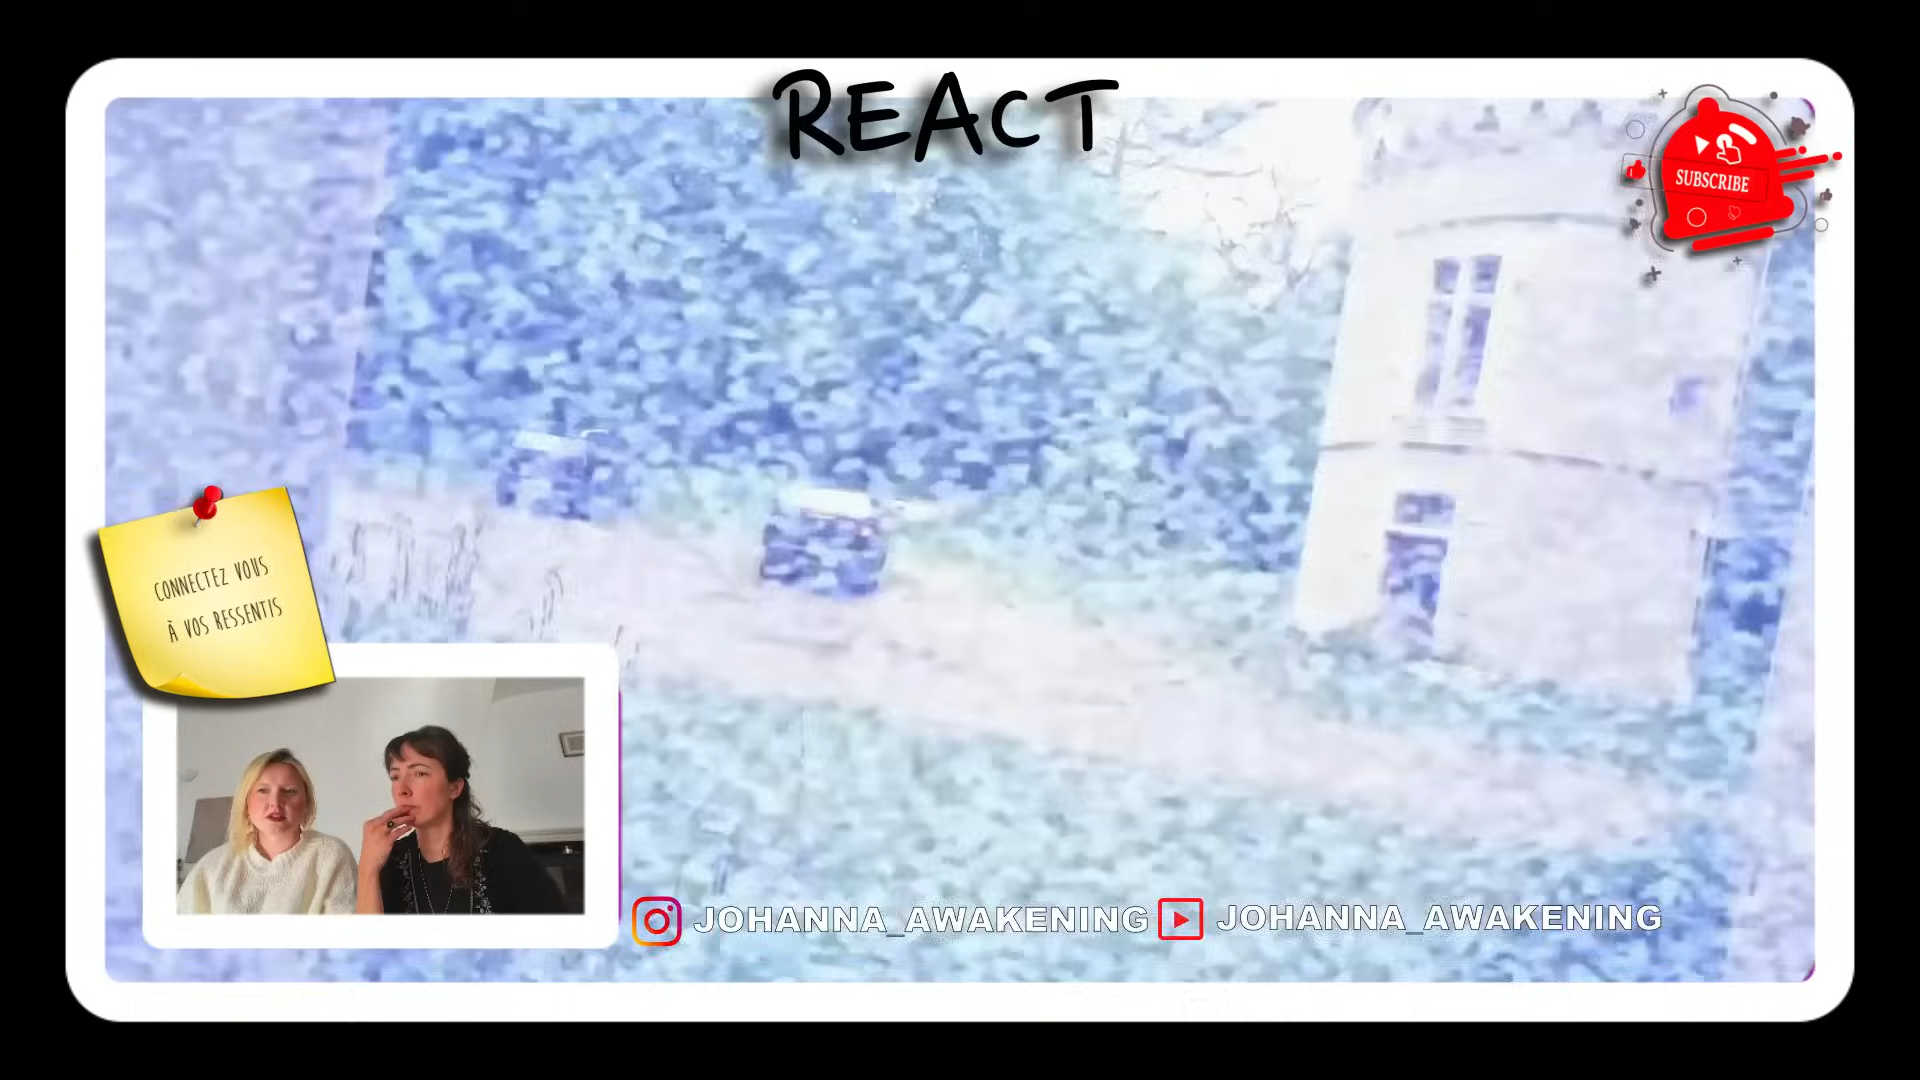 REACT
SUBSCRIBE
CONNECTEZ VOUS
À VOS RESSENTIS
JOHANNA_AWAKENING
JOHANNA_AWAKENING